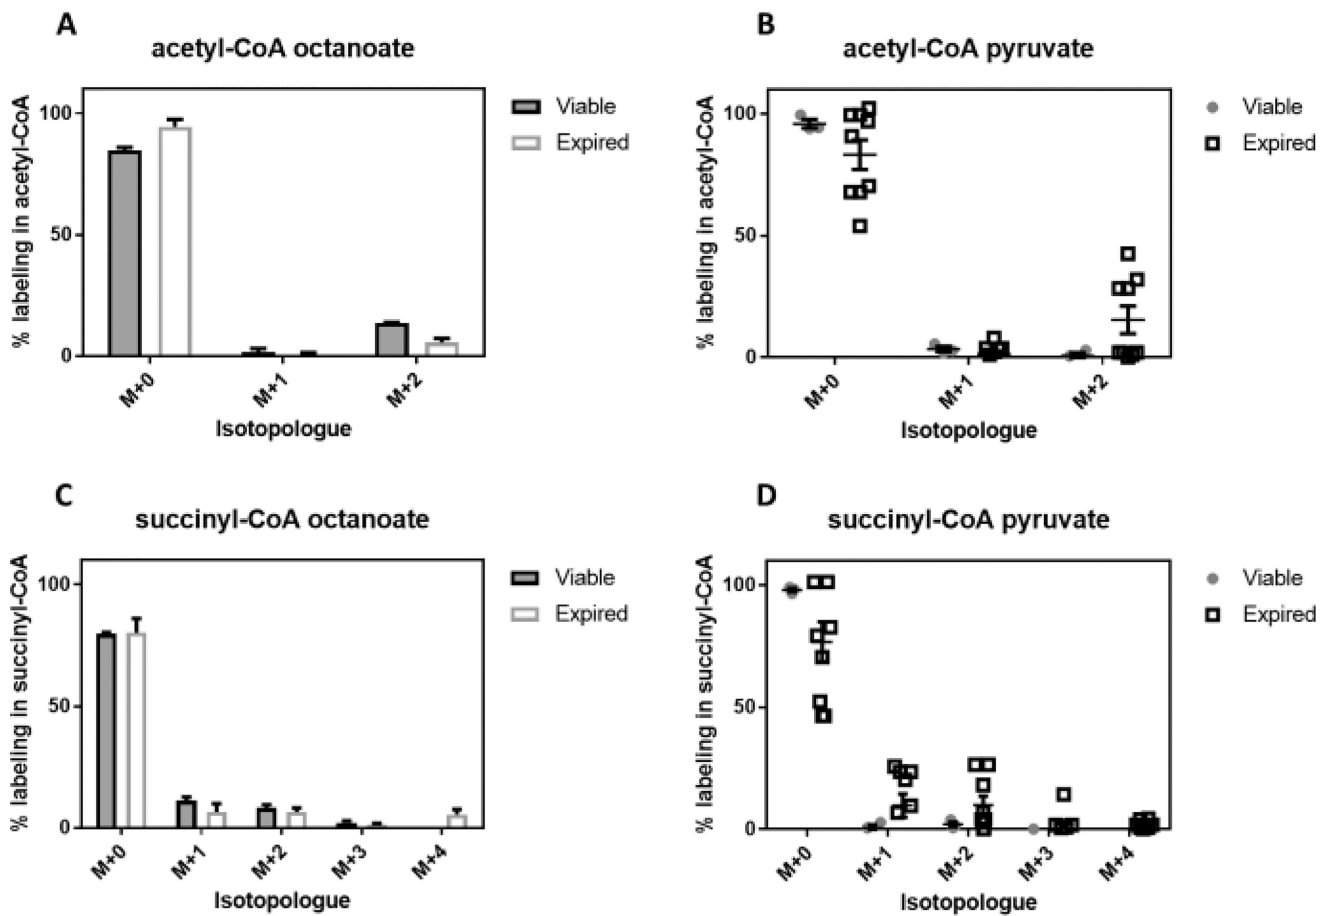 A
acetyl-CoA octanoate
% labeling in acetyl-CoA
100
50
0
M+0
M+1
M+2
Isotopologue
Viable
Expired
B
acetyl-CoA pyruvate
% labeling in acetyl-CoA
100
50
0
M+0
M+1
M+2
Isotopologue
Viable
Expired
C
succinyl-CoA octanoate
% labeling in succinyl-CoA
100
50
0
M+0
M+1
M+2
M+3
M+4
Isotopologue
Viable
Expired
D
succinyl-CoA pyruvate
% labeling in succinyl-CoA
100
50
0
M+0
M+1
M+2
M+3
M+4
Isotopologue
Viable
Expired